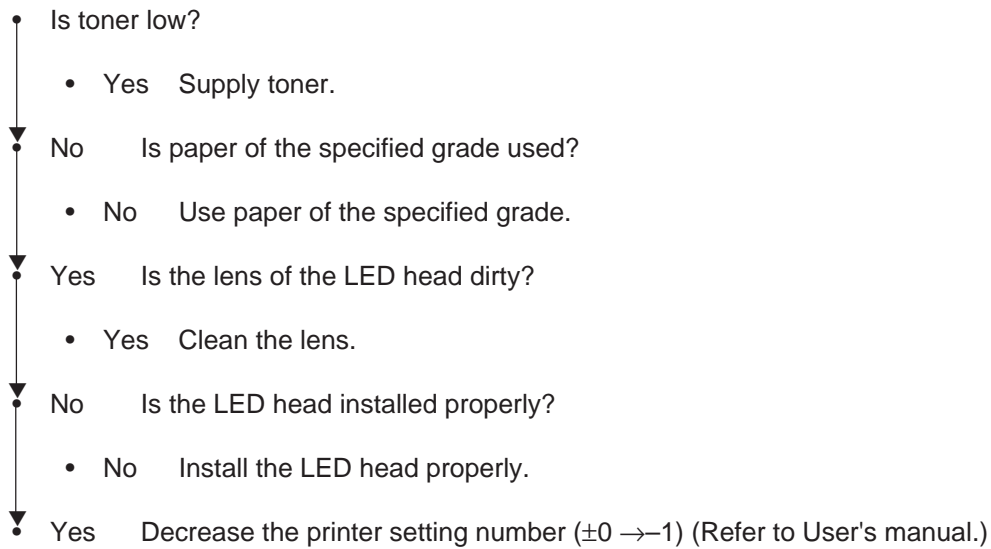 • Is toner low?
• Yes Supply toner.
• No Is paper of the specified grade used?
• No Use paper of the specified grade.
• Yes Is the lens of the LED head dirty?
• Yes Clean the lens.
• No Is the LED head installed properly?
• No Install the LED head properly.
• Yes Decrease the printer setting number (±0 →–1) (Refer to User's manual.)